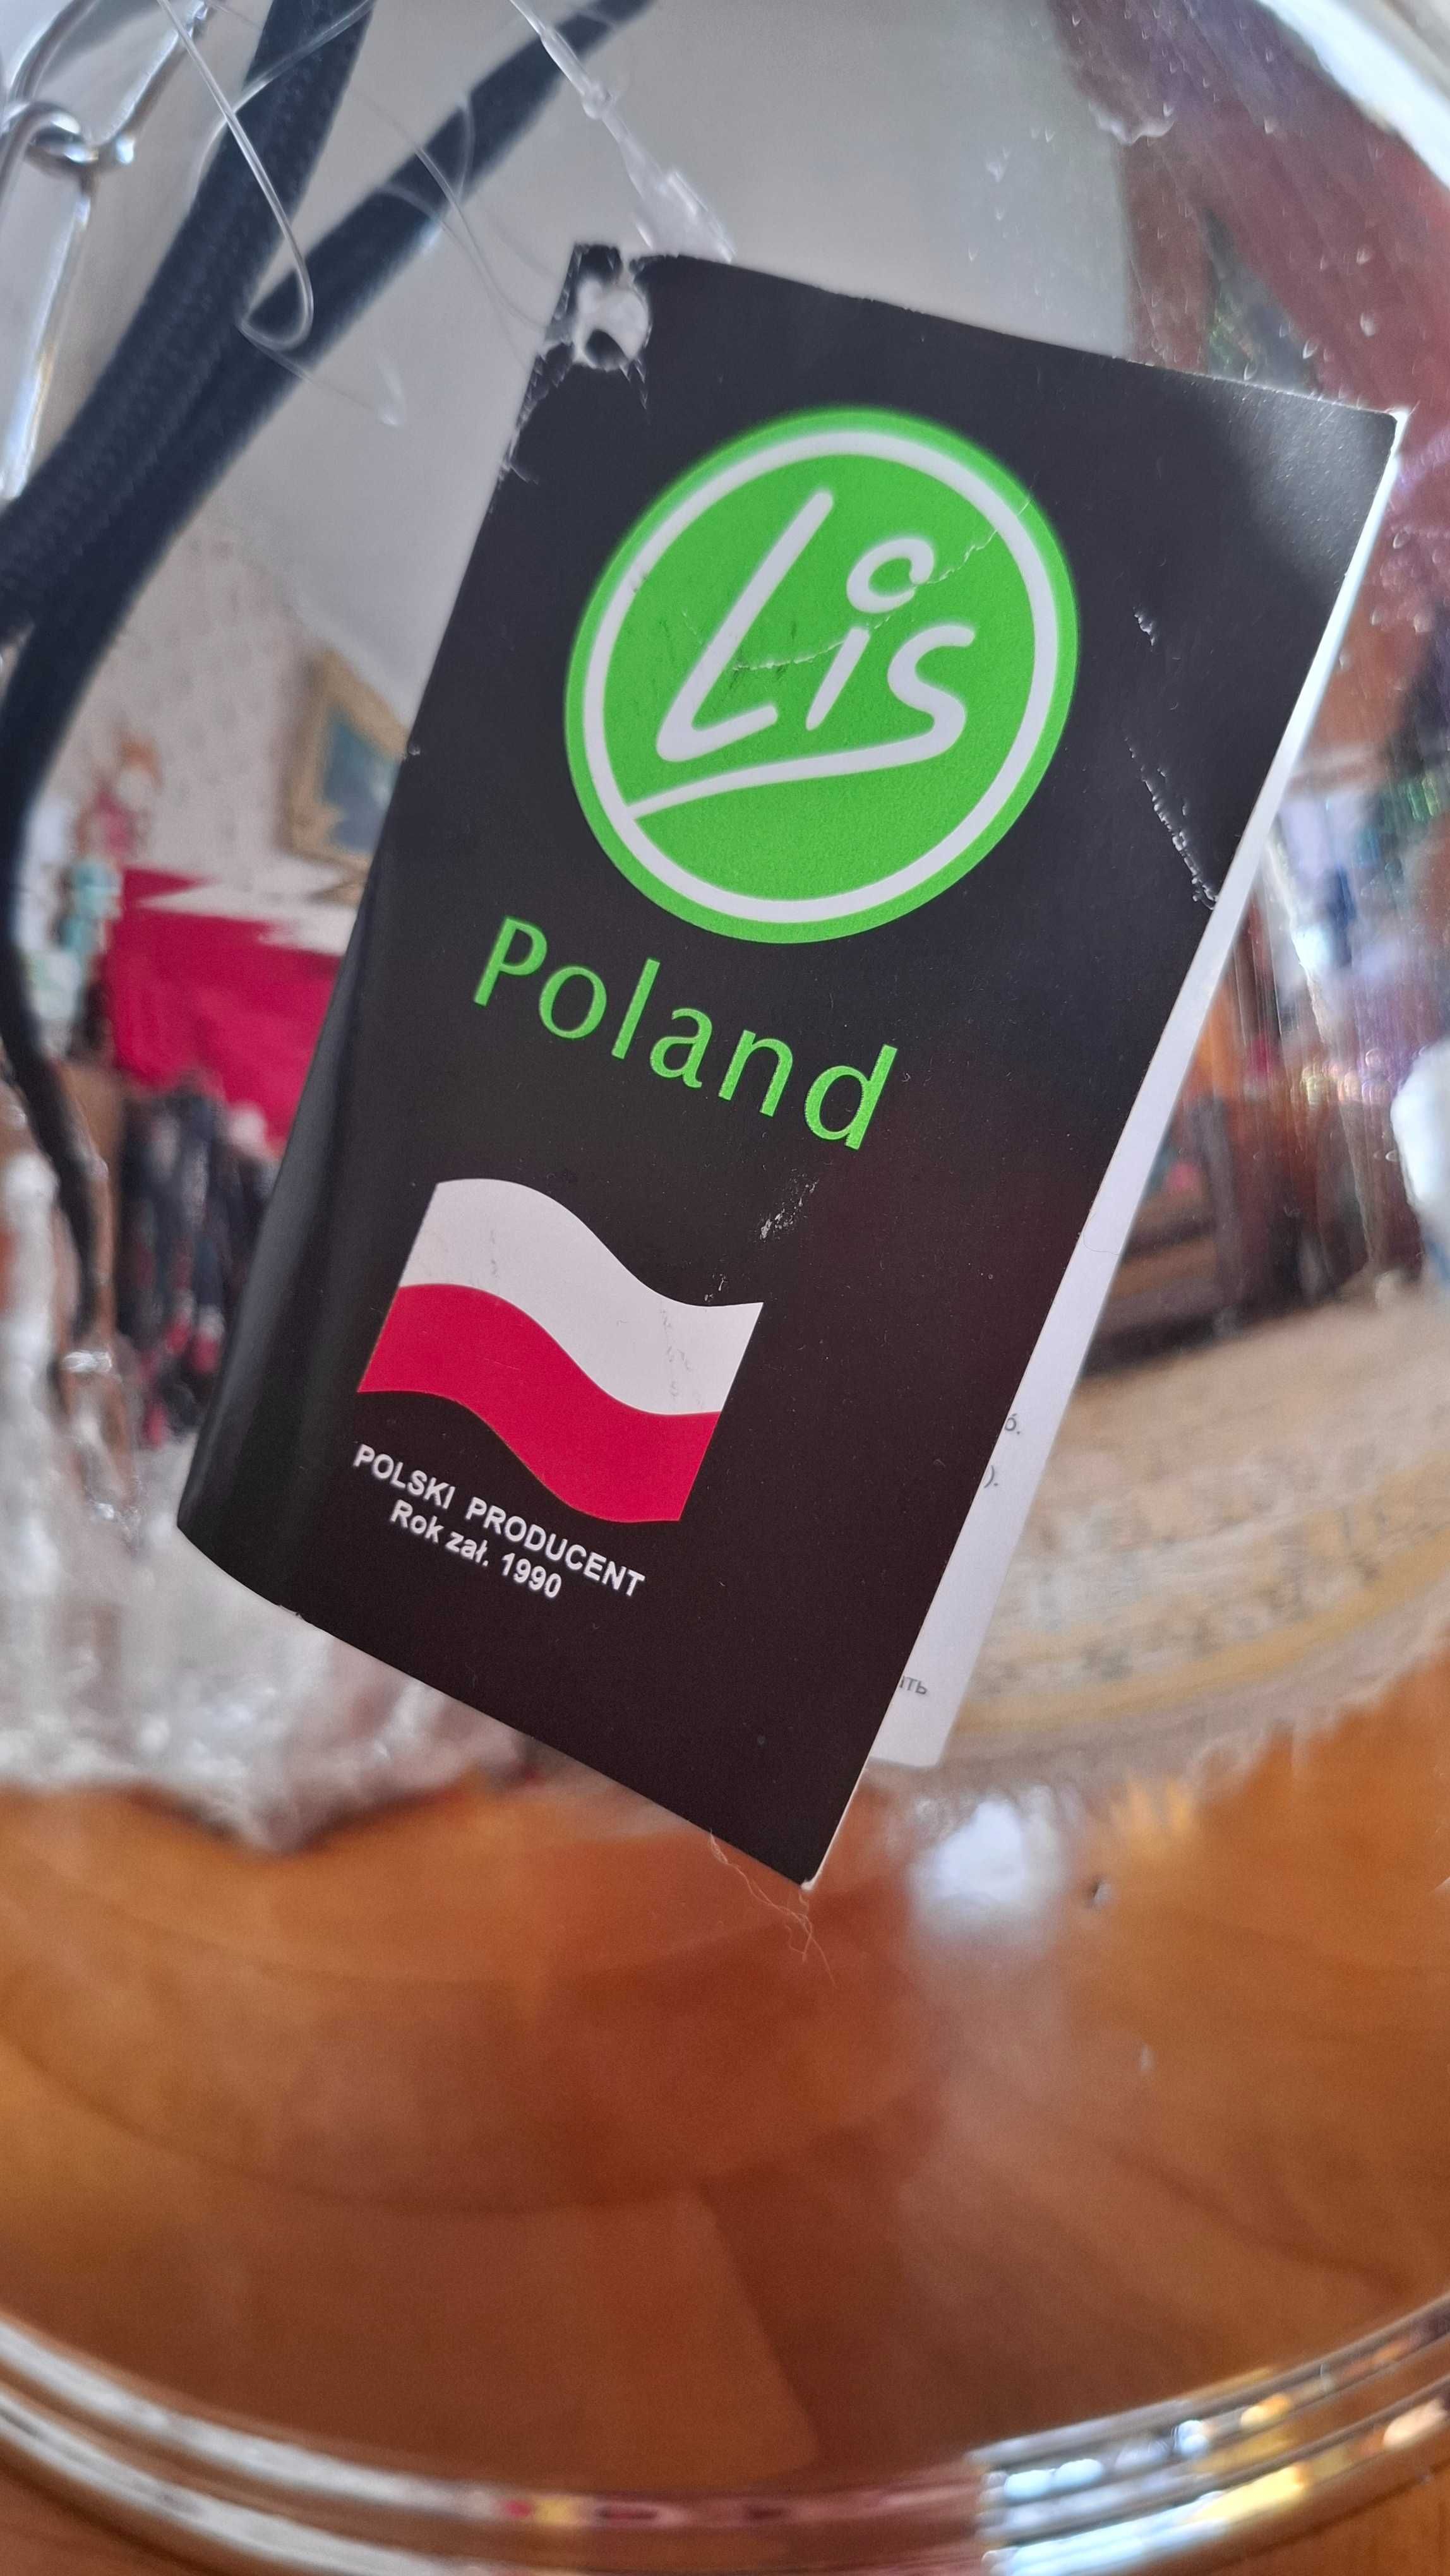 Lis
Poland
POLSKI PRODUCENT
Rok zał. 1990